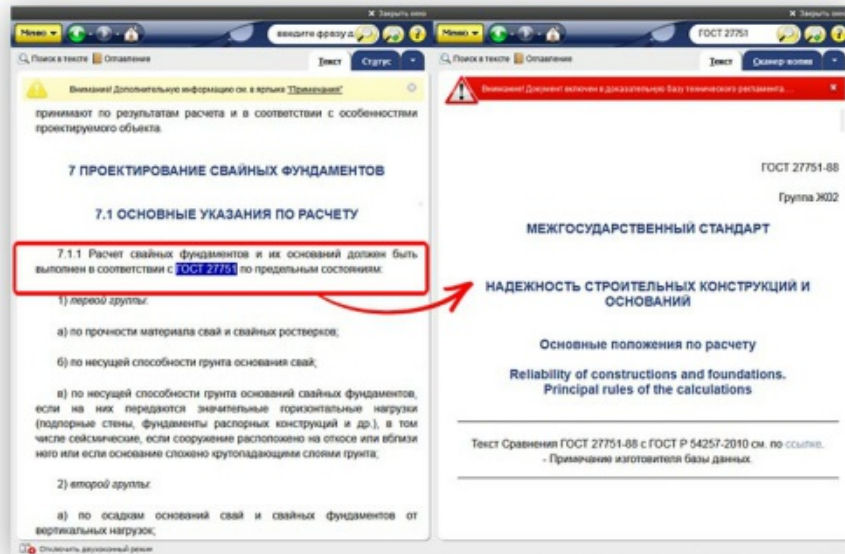 ✕ Закрыть окно
Меню
введите фразу д
?
Поиск в тексте Оглавление
Текст Статус
Внимание! Дополнительную информацию см. в ярлыке "Примечания"
принимают по результатам расчета и в соответствии с особенностями
проектируемого объекта.
7 ПРОЕКТИРОВАНИЕ СВАЙНЫХ ФУНДАМЕНТОВ
7.1 ОСНОВНЫЕ УКАЗАНИЯ ПО РАСЧЕТУ
7.1.1 Расчет свайных фундаментов и их оснований должен быть
выполнен в соответствии с ГОСТ 27751 по предельным состояниям:
1) первой группы:
а) по прочности материала свай и свайных ростверков;
б) по несущей способности грунта основания свай;
в) по несущей способности грунта оснований свайных фундаментов,
если на них передаются значительные горизонтальные нагрузки
(подпорные стены, фундаменты распорных конструкций и др.), в том
числе сейсмические, если сооружение расположено на откосе или вблизи
него или если основание сложено крутопадающими слоями грунта;
2) второй группы:
а) по осадкам оснований свай и свайных фундаментов от
вертикальных нагрузок;
Отключить двухоконный режим
✕ Закрыть окно
Меню
ГОСТ 27751
?
Поиск в тексте Оглавление
Текст Сканер-копия
Внимание! Документ включен в доказательную базу технического регламента...
ГОСТ 27751-88
Группа Ж02
МЕЖГОСУДАРСТВЕННЫЙ СТАНДАРТ
НАДЕЖНОСТЬ СТРОИТЕЛЬНЫХ КОНСТРУКЦИЙ И
ОСНОВАНИЙ
Основные положения по расчету
Reliability of constructions and foundations.
Principal rules of the calculations
Текст Сравнения ГОСТ 27751-88 с ГОСТ Р 54257-2010 см. по ссылке.
- Примечание изготовителя базы данных.